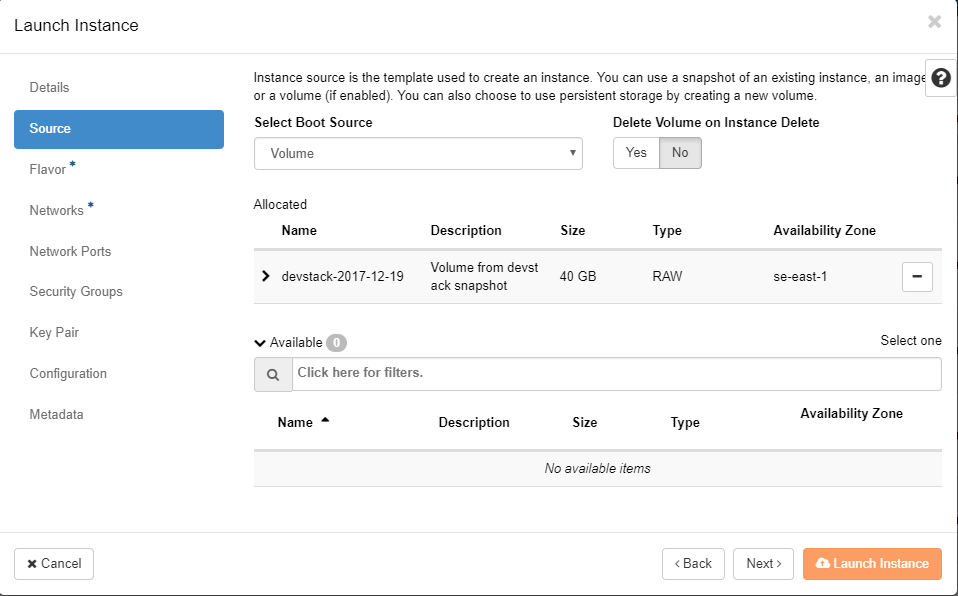 Launch Instance
×
Details
Source
Flavor *
Networks *
Network Ports
Security Groups
Key Pair
Configuration
Metadata
Instance source is the template used to create an instance. You can use a snapshot of an existing instance, an image
or a volume (if enabled). You can also choose to use persistent storage by creating a new volume.
?
Select Boot Source
Delete Volume on Instance Delete
Volume
Yes No
Allocated
Name Description Size Type Availability Zone
devstack-2017-12-19 Volume from devst
ack snapshot 40 GB RAW se-east-1
Available 0 Select one
Click here for filters.
Name Description Size Type Availability Zone
No available items
× Cancel
‹ Back Next › Launch Instance